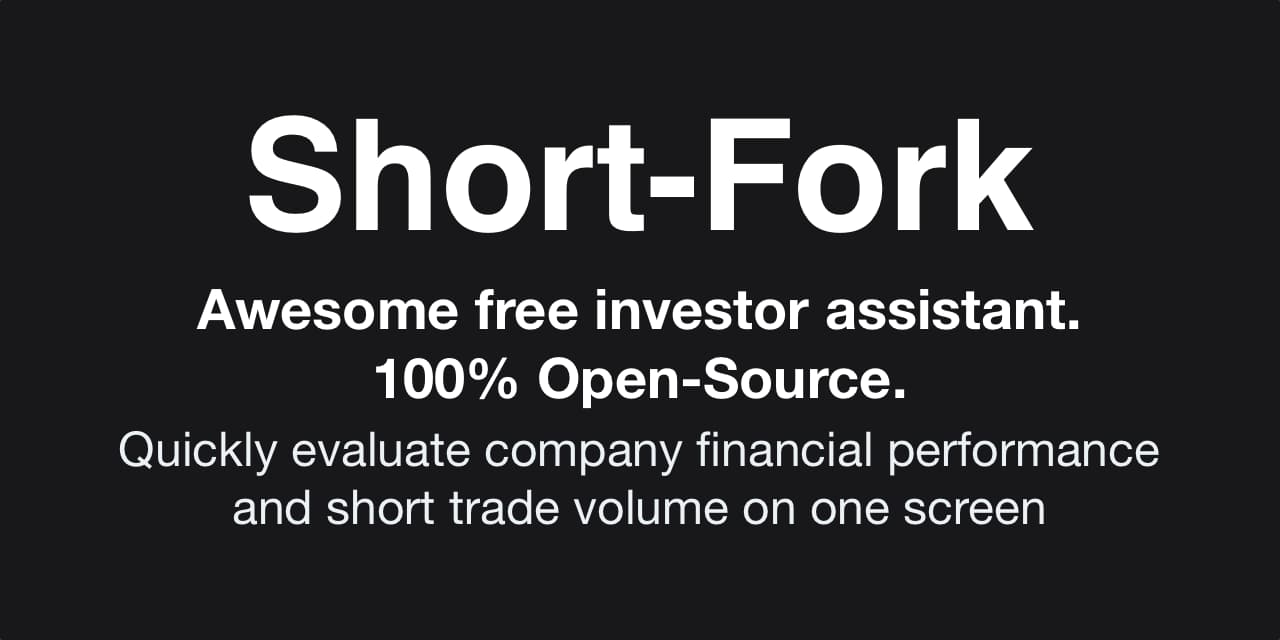 Short-Fork
Awesome free investor assistant.
100% Open-Source.
Quickly evaluate company financial performance
and short trade volume on one screen